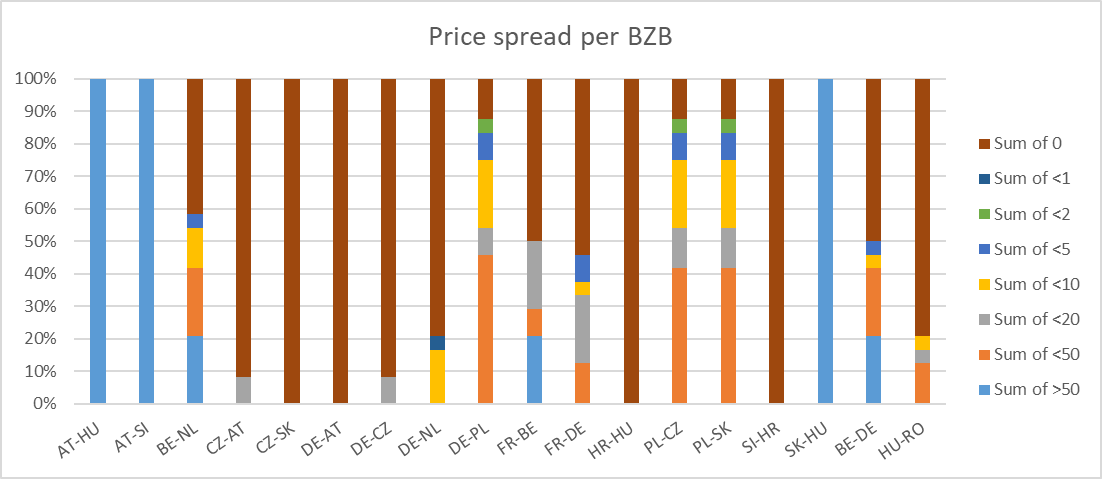 Price spread per BZB
100%
90%
80%
70%
60%
50%
40%
30%
20%
10%
0%
AT-HU
AT-SI
BE-NL
CZ-AT
CZ-SK
DE-AT
DE-CZ
DE-NL
DE-PL
FR-BE
FR-DE
HR-HU
PL-CZ
PL-SK
SI-HR
SK-HU
BE-DE
HU-RO
Sum of 0
Sum of <1
Sum of <2
Sum of <5
Sum of <10
Sum of <20
Sum of <50
Sum of >50